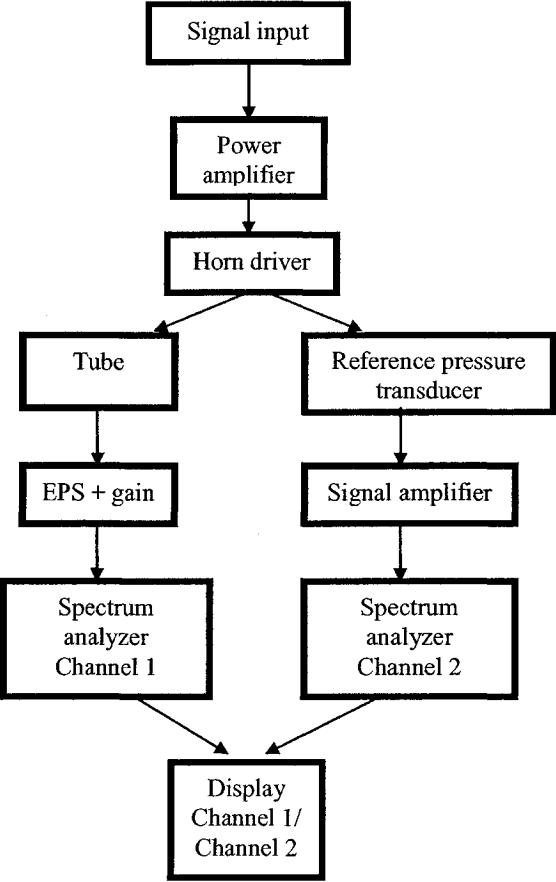 Signal input
Power
amplifier
Horn driver
Tube
Reference pressure
transducer
EPS + gain
Signal amplifier
Spectrum
analyzer
Channel 1
Spectrum
analyzer
Channel 2
Display
Channel 1/
Channel 2